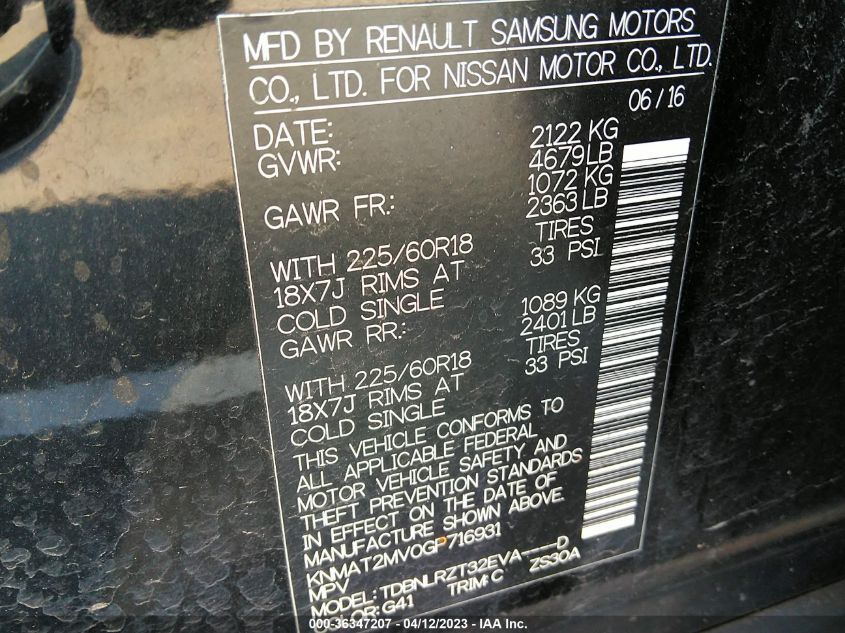 MFD BY RENAULT SAMSUNG MOTORS
CO., LTD. FOR NISSAN MOTOR CO., LTD.
DATE: 06/16
GVWR: 2122 KG
4679 LB
GAWR FR.: 1072 KG
2363 LB
WITH 225/60R18 TIRES
18X7J RIMS AT 33 PSI
COLD SINGLE
GAWR RR.: 1089 KG
2401 LB
WITH 225/60R18 TIRES
18X7J RIMS AT 33 PSI
COLD SINGLE
THIS VEHICLE CONFORMS TO
ALL APPLICABLE FEDERAL
MOTOR VEHICLE SAFETY AND
THEFT PREVENTION STANDARDS
IN EFFECT ON THE DATE OF
MANUFACTURE SHOWN ABOVE.
KNMAT2MV0GP716931
MPV
MODEL: TDBNLRZT32EVA----D
COLOR: G41 TRIM: C ZS30A
000-36347207 - 04/12/2023 - IAA Inc.